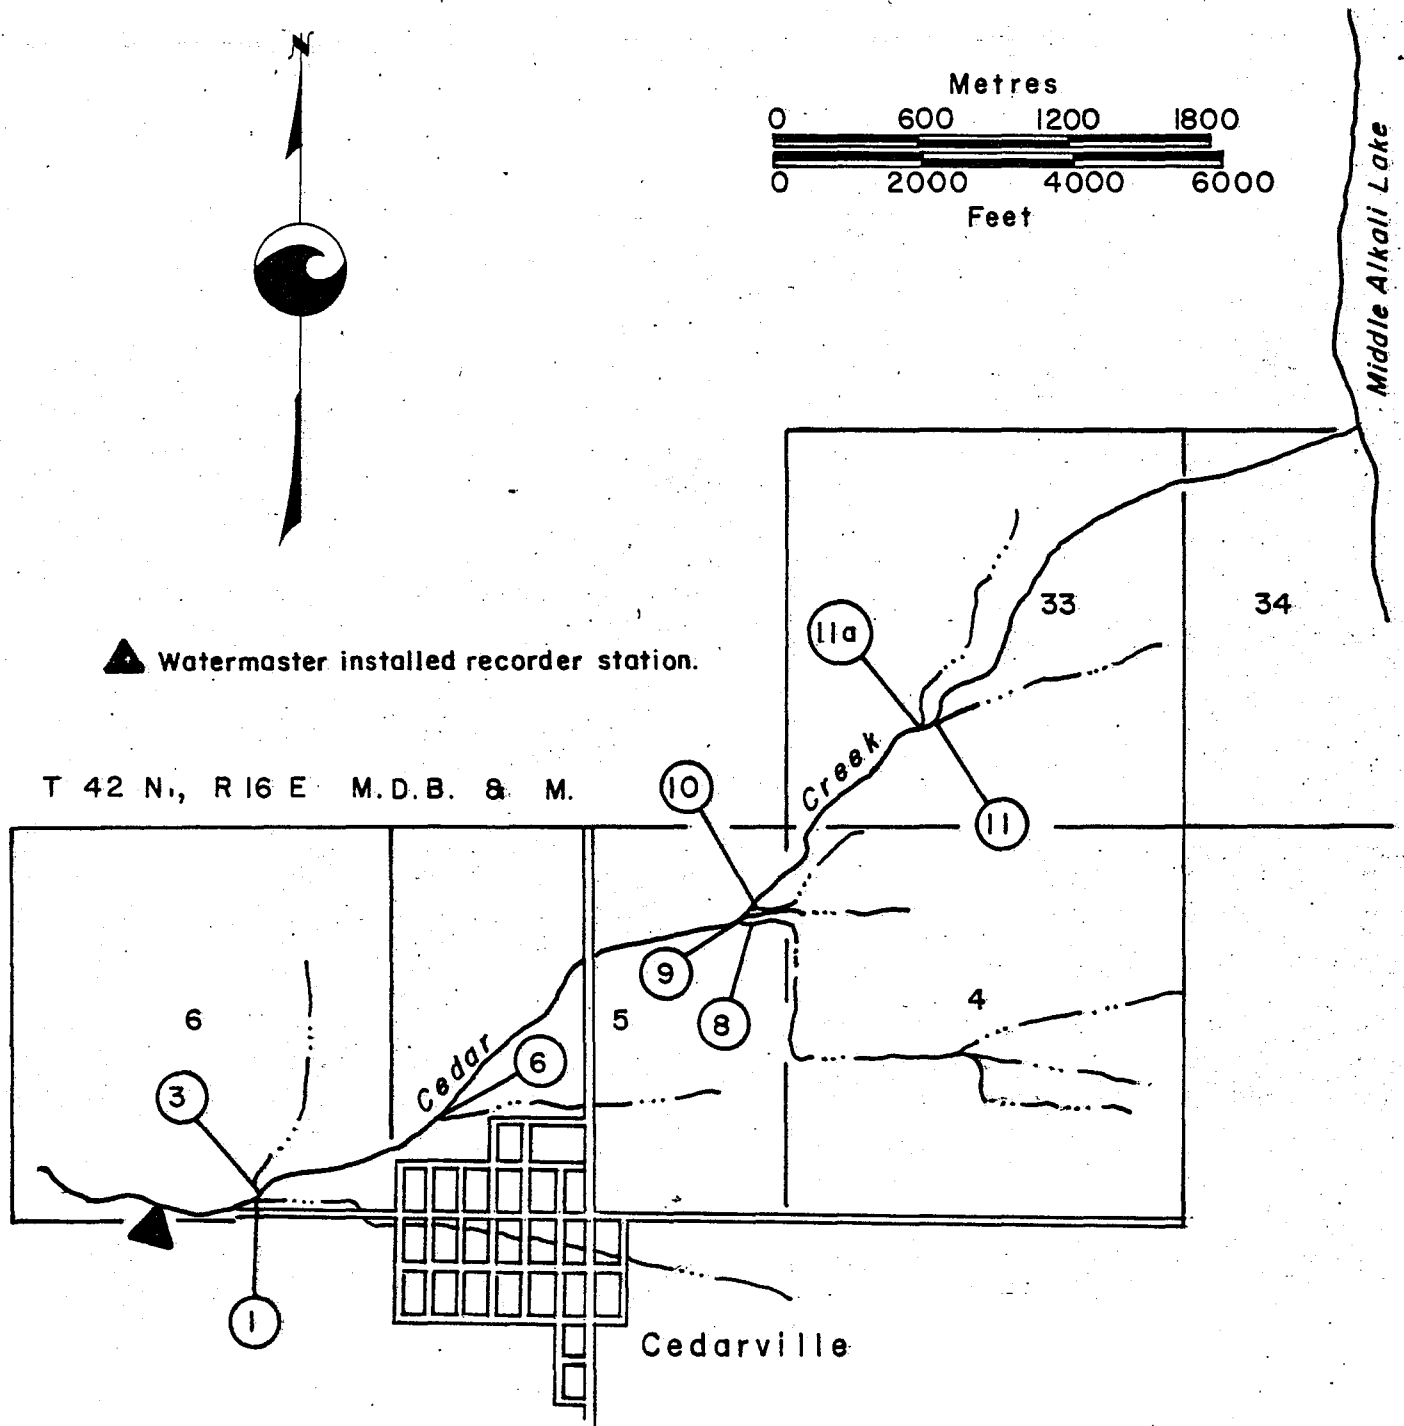 N
Metres
0 600 1200 1800
0 2000 4000 6000
Feet
Middle Alkali Lake
33 34
11a
Watermaster installed recorder station.
T 42 N., R 16 E M.D.B. & M.
10
Creek
11
9
8
6 5 4
Cedar
6
3
1
Cedarville